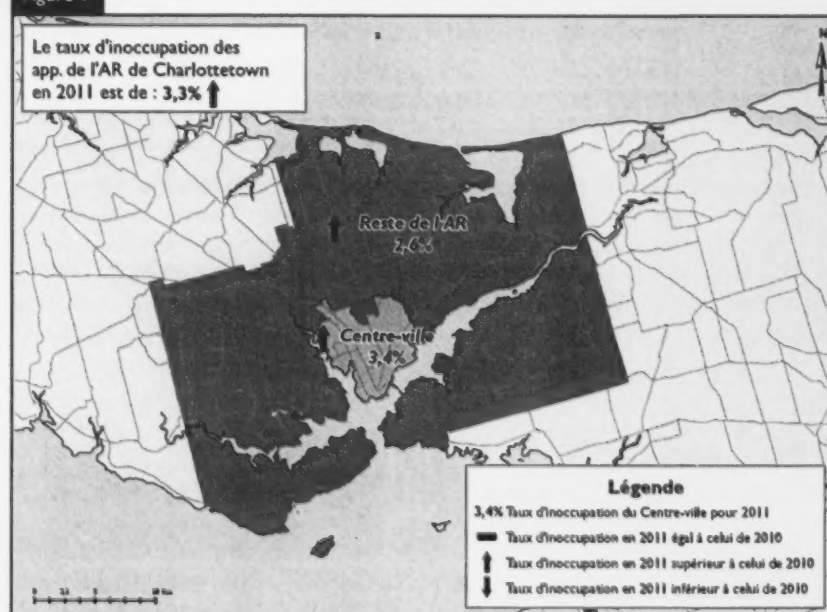 Le taux d'inoccupation des
app. de l'AR de Charlottetown
en 2011 est de : 3,3%
N
Reste de l'AR
2,6%
Centre-ville
3,4%
Légende
3,4% Taux d'inoccupation du Centre-ville pour 2011
Taux d'inoccupation en 2011 égal à celui de 2010
Taux d'inoccupation en 2011 supérieur à celui de 2010
Taux d'inoccupation en 2011 inférieur à celui de 2010